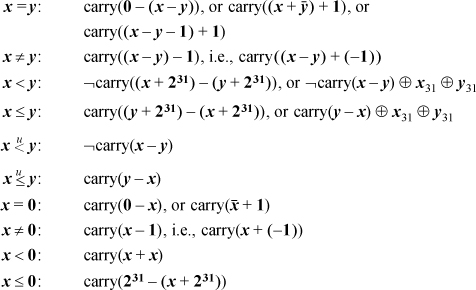 x = y: carry(0 – (x – y)), or carry((x + ȳ) + 1), or
carry((x – y – 1) + 1)
x ≠ y: carry((x – y) – 1), i.e., carry((x – y) + (–1))
x < y: ¬carry((x + 2³¹) – (y + 2³¹)), or ¬carry(x – y) ⊕ x₃₁ ⊕ y₃₁
x ≤ y: carry((y + 2³¹) – (x + 2³¹)), or carry(y – x) ⊕ x₃₁ ⊕ y₃₁
x <ᵘ y: ¬carry(x – y)
x ≤ᵘ y: carry(y – x)
x = 0: carry(0 – x), or carry(x̄ + 1)
x ≠ 0: carry(x – 1), i.e., carry(x + (–1))
x < 0: carry(x + x)
x ≤ 0: carry(2³¹ – (x + 2³¹))